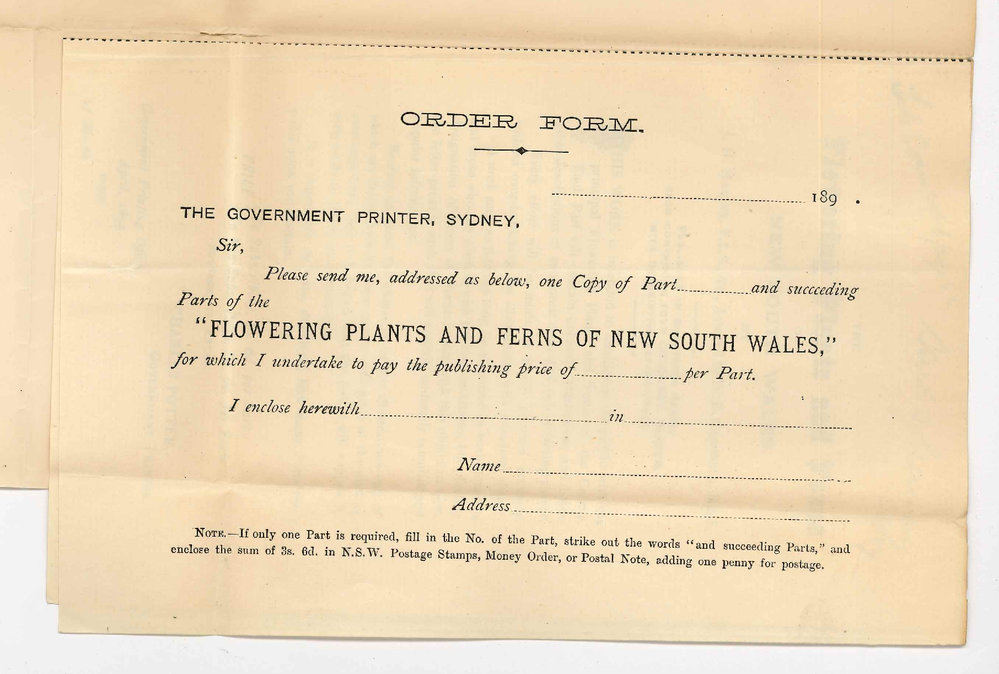 ORDER FORM.
189 .
THE GOVERNMENT PRINTER, SYDNEY,
Sir,
Please send me, addressed as below, one Copy of Part and succeeding
Parts of the
"FLOWERING PLANTS AND FERNS OF NEW SOUTH WALES,"
for which I undertake to pay the publishing price of per Part.
I enclose herewith in
Name
Address
NOTE.—If only one Part is required, fill in the No. of the Part, strike out the words "and succeeding Parts," and
enclose the sum of 3s. 6d. in N.S.W. Postage Stamps, Money Order, or Postal Note, adding one penny for postage.